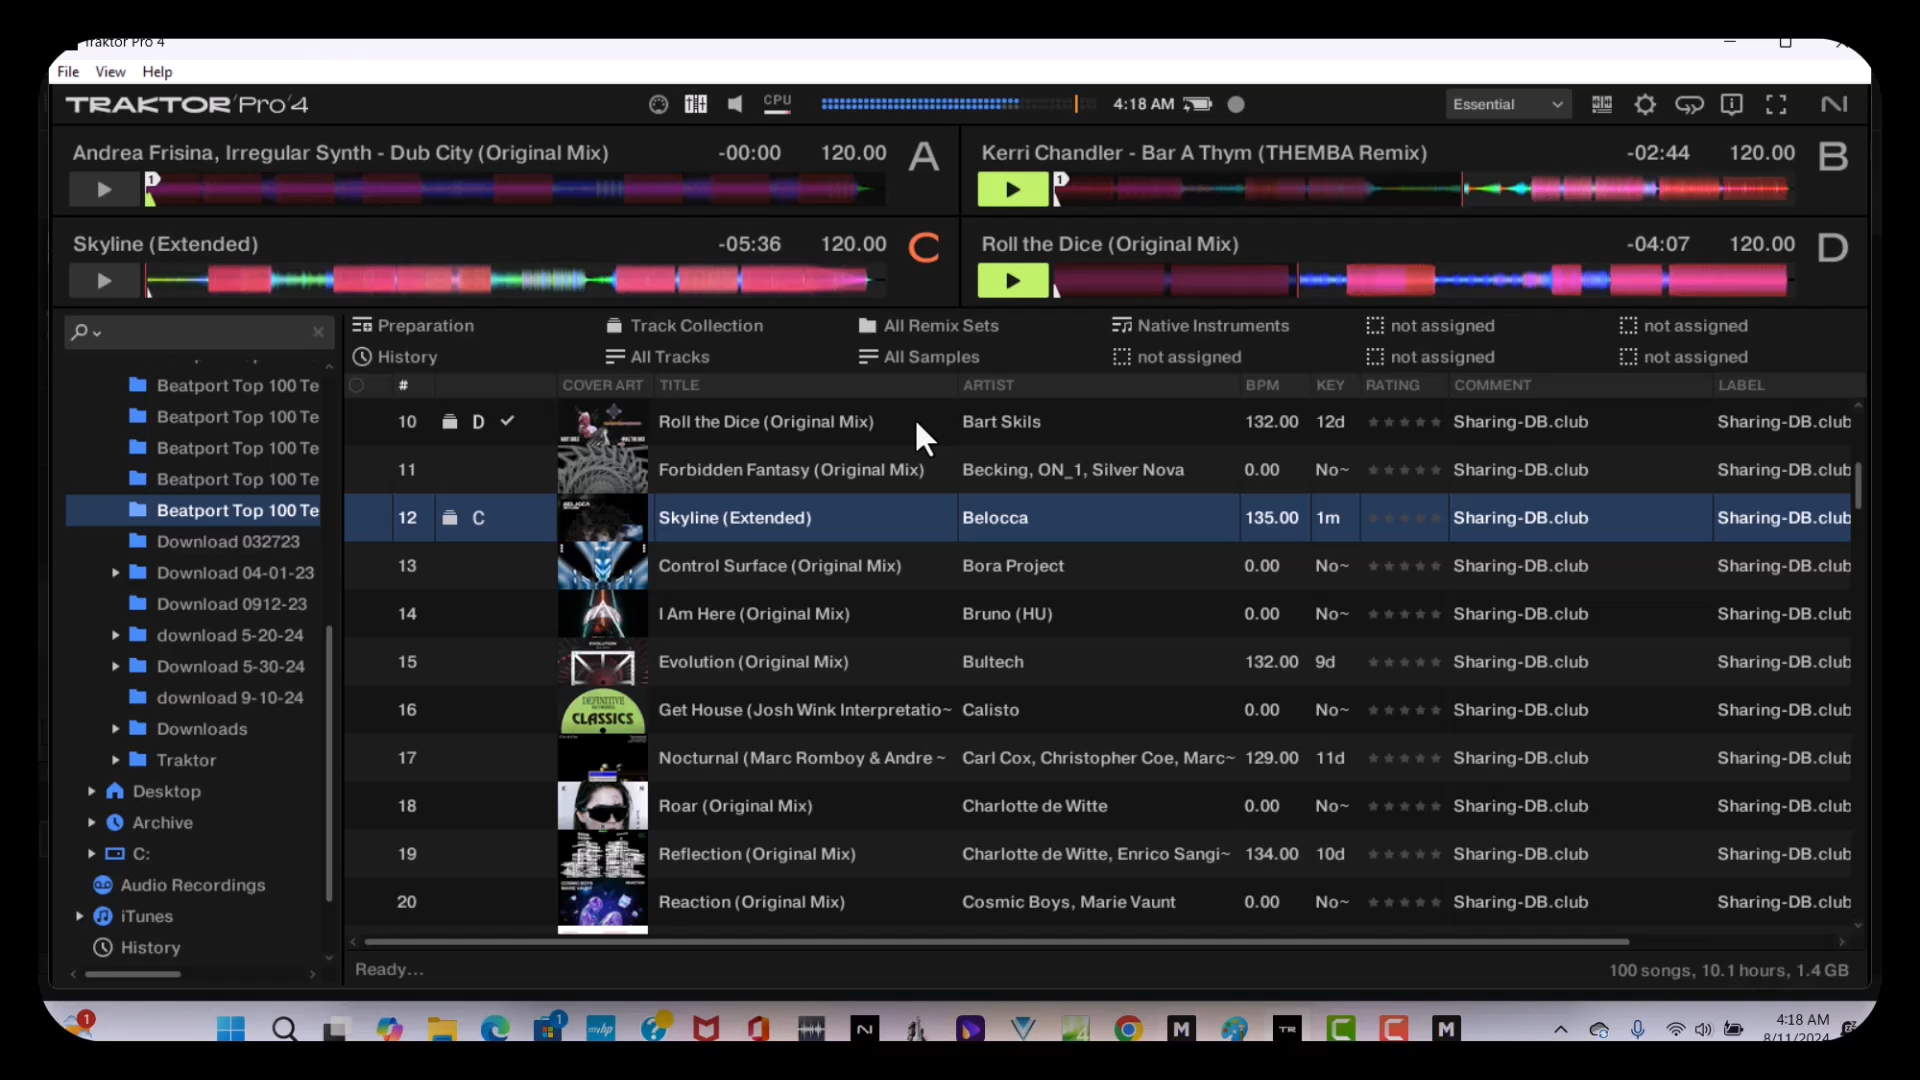 Traktor Pro 4
File View Help
TRAKTOR Pro 4 CPU 4:18 AM Essential
Andrea Frisina, Irregular Synth - Dub City (Original Mix) -00:00 120.00 A
1
Kerri Chandler - Bar A Thym (THEMBA Remix) -02:44 120.00 B
1
Skyline (Extended) -05:36 120.00 C
Roll the Dice (Original Mix) -04:07 120.00 D
Preparation Track Collection All Remix Sets Native Instruments not assigned not assigned
History All Tracks All Samples not assigned not assigned not assigned
Beatport Top 100 Te
Beatport Top 100 Te
Beatport Top 100 Te
Beatport Top 100 Te
Beatport Top 100 Te
Download 032723
Download 04-01-23
Download 0912-23
download 5-20-24
Download 5-30-24
download 9-10-24
Downloads
Traktor
Desktop
Archive
C:
Audio Recordings
iTunes
History
# COVER ART TITLE ARTIST BPM KEY RATING COMMENT LABEL
10 D Roll the Dice (Original Mix) Bart Skils 132.00 12d Sharing-DB.club Sharing-DB.club
11 Forbidden Fantasy (Original Mix) Becking, ON_1, Silver Nova 0.00 No~ Sharing-DB.club Sharing-DB.club
12 C Skyline (Extended) Belocca 135.00 1m Sharing-DB.club Sharing-DB.club
13 Control Surface (Original Mix) Bora Project 0.00 No~ Sharing-DB.club Sharing-DB.club
14 I Am Here (Original Mix) Bruno (HU) 0.00 No~ Sharing-DB.club Sharing-DB.club
15 Evolution (Original Mix) Bultech 132.00 9d Sharing-DB.club Sharing-DB.club
16 DEFINITIVE CLASSICS Get House (Josh Wink Interpretatio~ Calisto 0.00 No~ Sharing-DB.club Sharing-DB.club
17 Nocturnal (Marc Romboy & Andre ~ Carl Cox, Christopher Coe, Marc~ 129.00 11d Sharing-DB.club Sharing-DB.club
18 Roar (Original Mix) Charlotte de Witte 0.00 No~ Sharing-DB.club Sharing-DB.club
19 Reflection (Original Mix) Charlotte de Witte, Enrico Sangi~ 134.00 10d Sharing-DB.club Sharing-DB.club
20 Reaction (Original Mix) Cosmic Boys, Marie Vaunt 0.00 No~ Sharing-DB.club Sharing-DB.club
Ready... 100 songs, 10.1 hours, 1.4 GB
1 myhp 1 TR 4:18 AM
8/11/2024